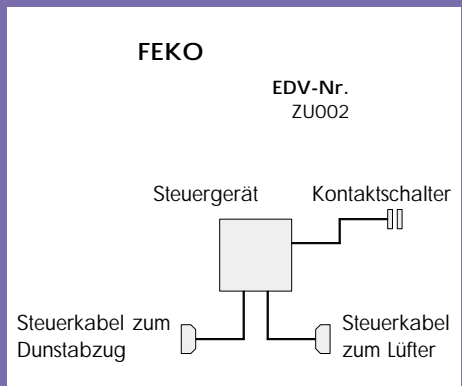 FEKO
EDV-Nr.
ZU002
Steuergerät
Kontaktschalter
Steuerkabel zum
Dunstabzug
Steuerkabel
zum Lüfter